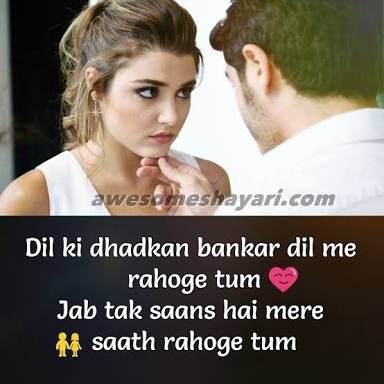 awesomeshayari.com
Dil ki dhadkan bankar dil me
rahoge tum 💞
Jab tak saans hai mere
👫 saath rahoge tum